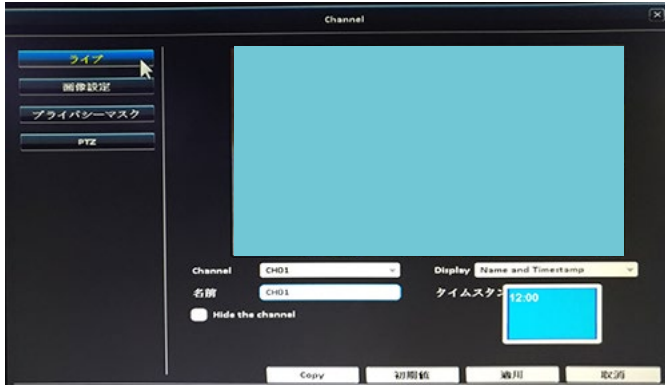 Channel
ライブ
画像設定
プライバシーマスク
PTZ
Channel CH01 Display Name and Timestamp
名前 CH01 タイムスタン
12:00
Hide the channel
Copy 初期値 適用 取消